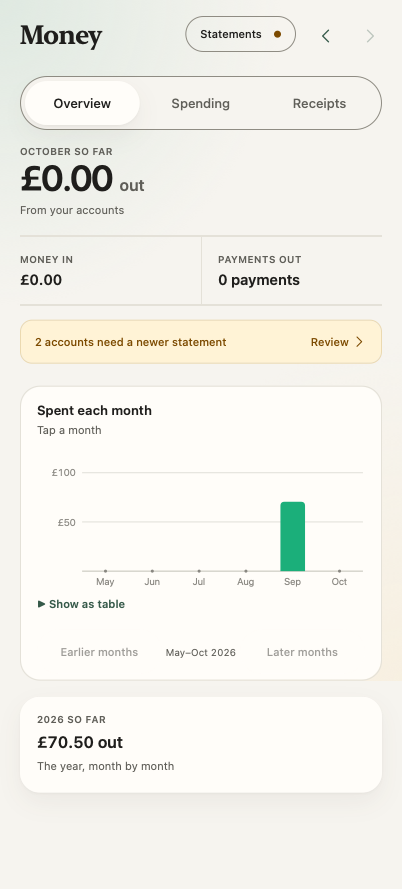 Money
Statements
Overview
Spending
Receipts
OCTOBER SO FAR
£0.00 out
From your accounts
MONEY IN
£0.00
PAYMENTS OUT
0 payments
2 accounts need a newer statement
Review
Spent each month
Tap a month
£100
£50
May Jun Jul Aug Sep Oct
Show as table
Earlier months
May–Oct 2026
Later months
2026 SO FAR
£70.50 out
The year, month by month